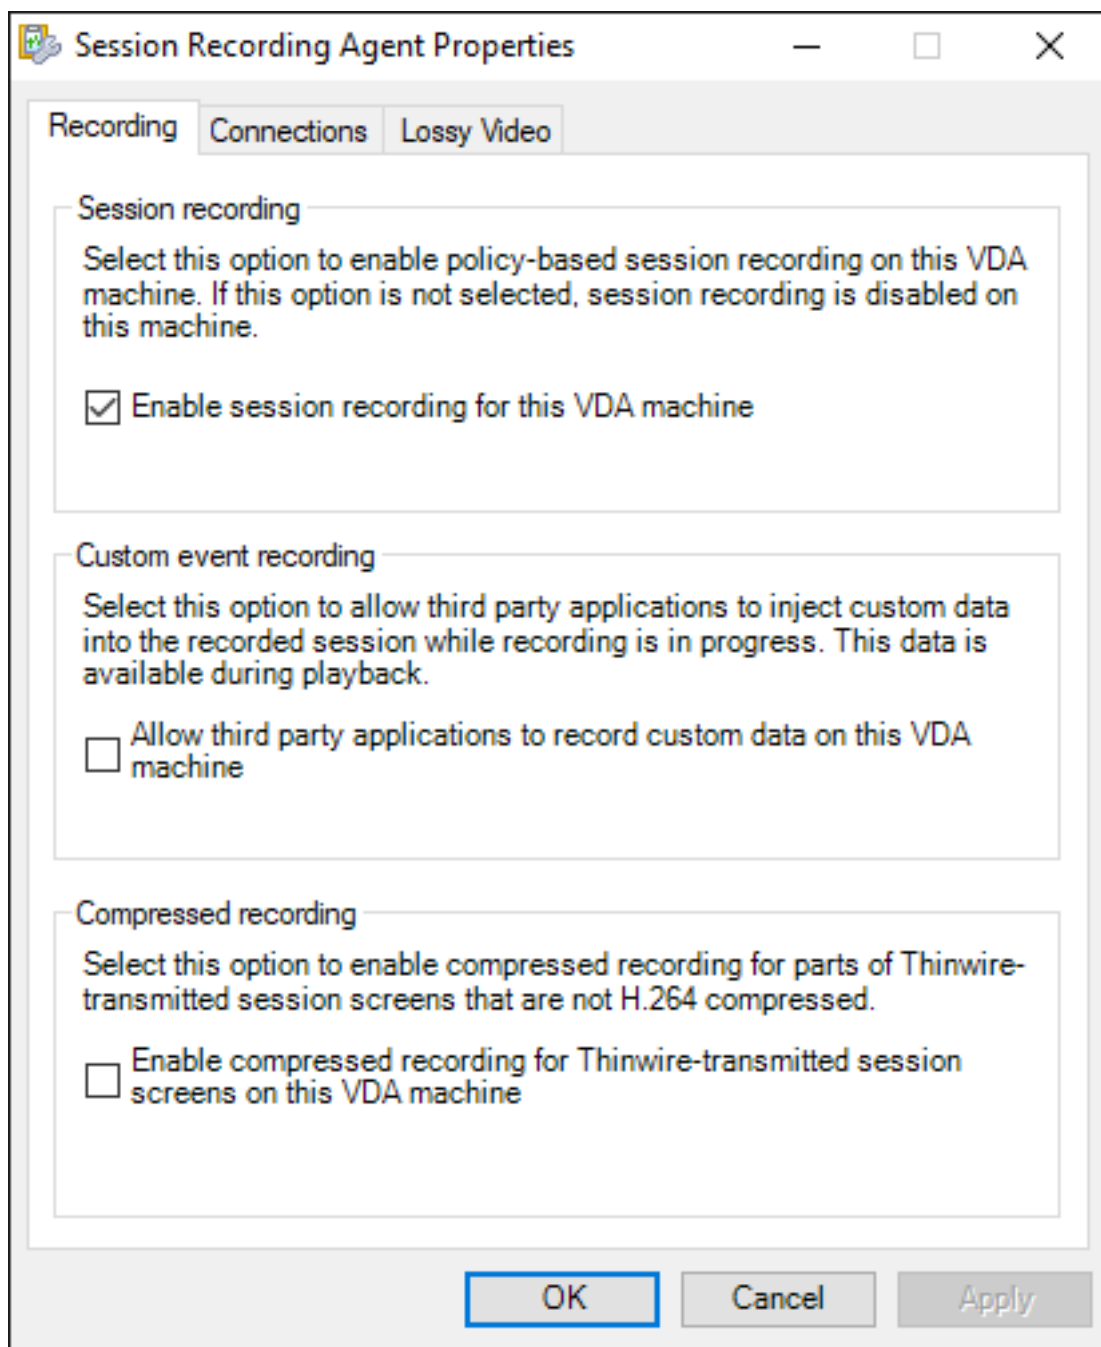 Session Recording Agent Properties
Recording
Connections
Lossy Video
Session recording
Select this option to enable policy-based session recording on this VDA
machine. If this option is not selected, session recording is disabled on
this machine.
Enable session recording for this VDA machine
Custom event recording
Select this option to allow third party applications to inject custom data
into the recorded session while recording is in progress. This data is
available during playback.
Allow third party applications to record custom data on this VDA
machine
Compressed recording
Select this option to enable compressed recording for parts of Thinwire-
transmitted session screens that are not H.264 compressed.
Enable compressed recording for Thinwire-transmitted session
screens on this VDA machine
OK
Cancel
Apply